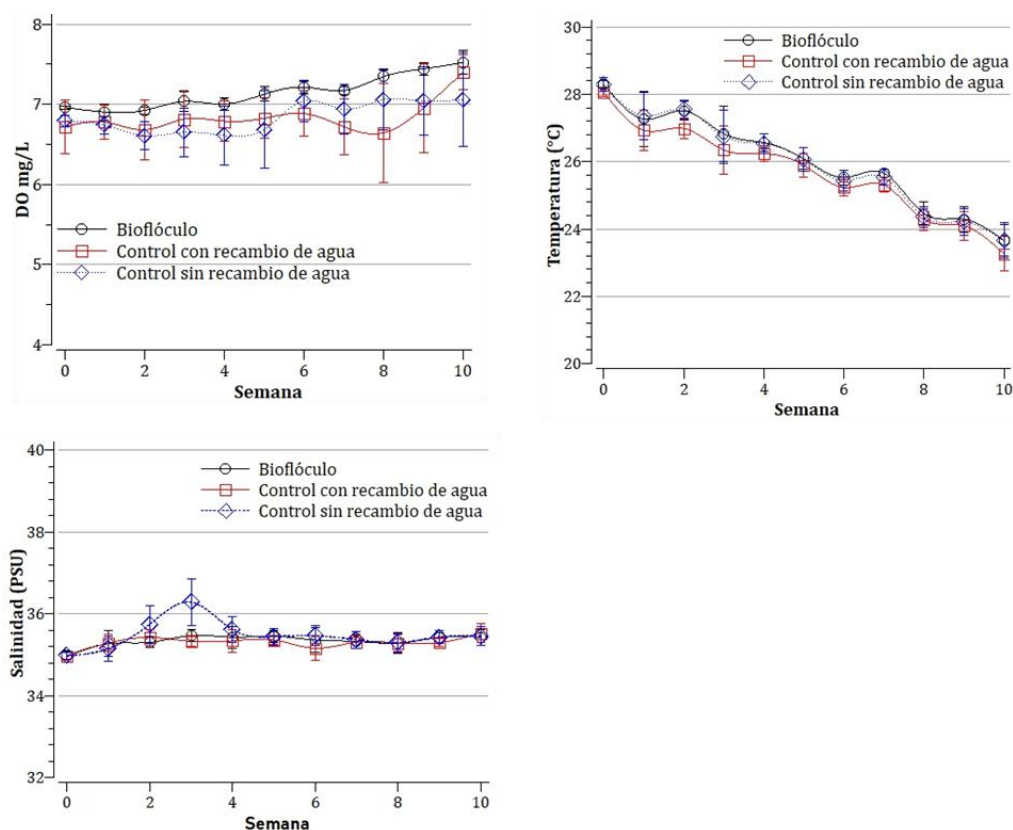 8
7
6
5
4
DO mg/L
Bioflóculo
Control con recambio de agua
Control sin recambio de agua
0 2 4 6 8 10
Semana
30
28
26
24
22
20
Temperatura (°C)
Bioflóculo
Control con recambio de agua
Control sin recambio de agua
0 2 4 6 8 10
Semana
40
38
36
34
32
Salinidad (PSU)
Bioflóculo
Control con recambio de agua
Control sin recambio de agua
0 2 4 6 8 10
Semana